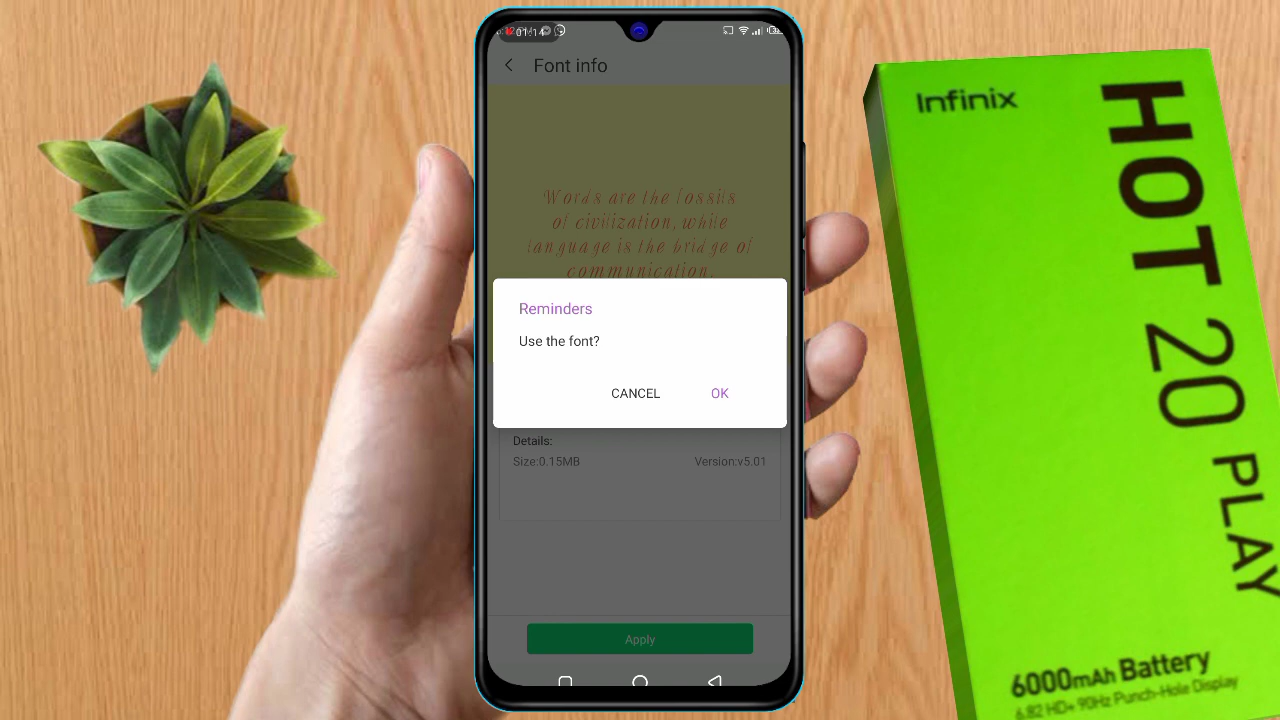 01:14
Font info
Words are the fossils
of civilization, while
language is the bridge of
communication.
Reminders
Use the font?
CANCEL
OK
Details:
Size:0.15MB
Version:v5.01
Apply
Infinix
HOT 20 PLAY
6000mAh Battery
6.82 HD+ 90Hz Punch-Hole Display